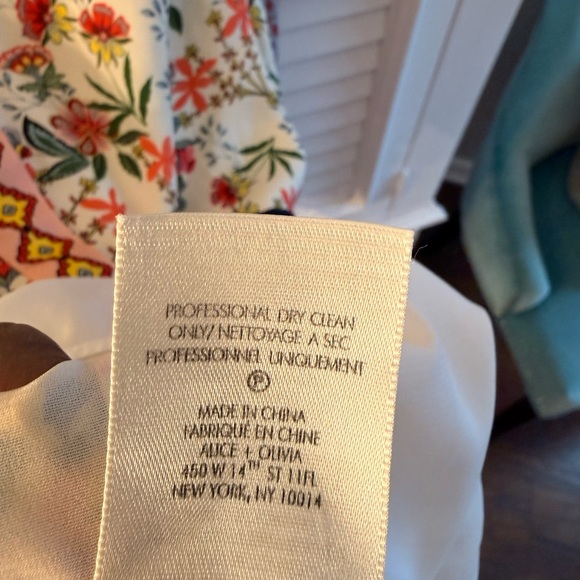 PROFESSIONAL DRY CLEAN
ONLY/ NETTOYAGE A SEC
PROFESSIONNEL UNIQUEMENT
Ⓟ
MADE IN CHINA
FABRIQUÉ EN CHINE
ALICE + OLIVIA
450 W 14TH ST 11FL
NEW YORK, NY 10014